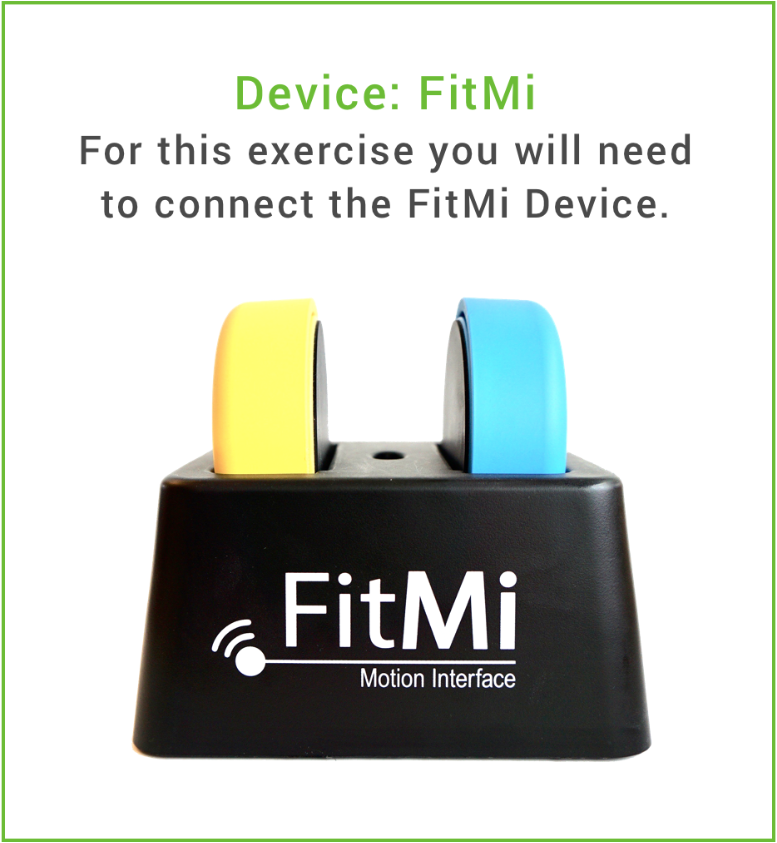 Device: FitMi
For this exercise you will need
to connect the FitMi Device.
FitMi
Motion Interface